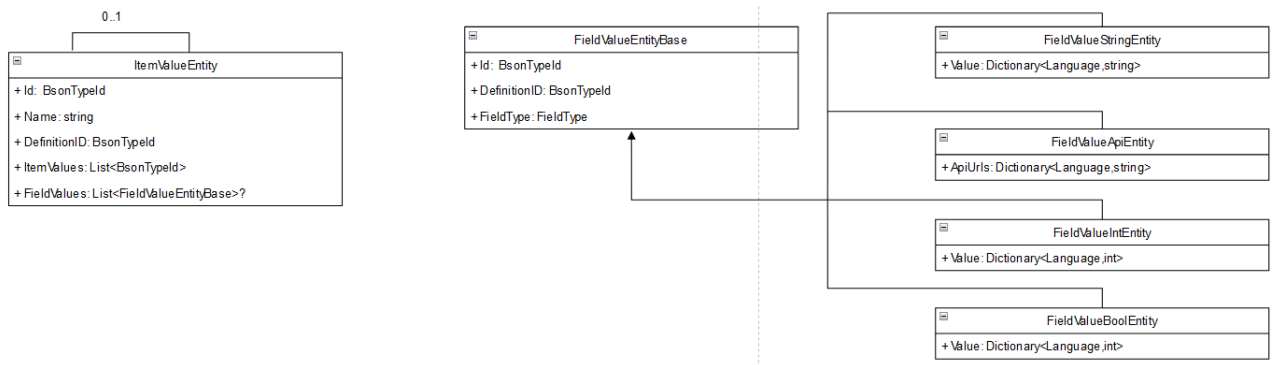 0..1
ItemValueEntity
+ Id: BsonTypeId
+ Name: string
+ DefinitionID: BsonTypeId
+ ItemValues: List<BsonTypeId>
+ FieldValues: List<FieldValueEntityBase>?
FieldValueEntityBase
+ Id: BsonTypeId
+ DefinitionID: BsonTypeId
+ FieldType: FieldType
FieldValueStringEntity
+ Value: Dictionary<Language,string>
FieldValueApiEntity
+ ApiUrls: Dictionary<Language,string>
FieldValueIntEntity
+ Value: Dictionary<Language,int>
FieldValueBoolEntity
+ Value: Dictionary<Language,int>